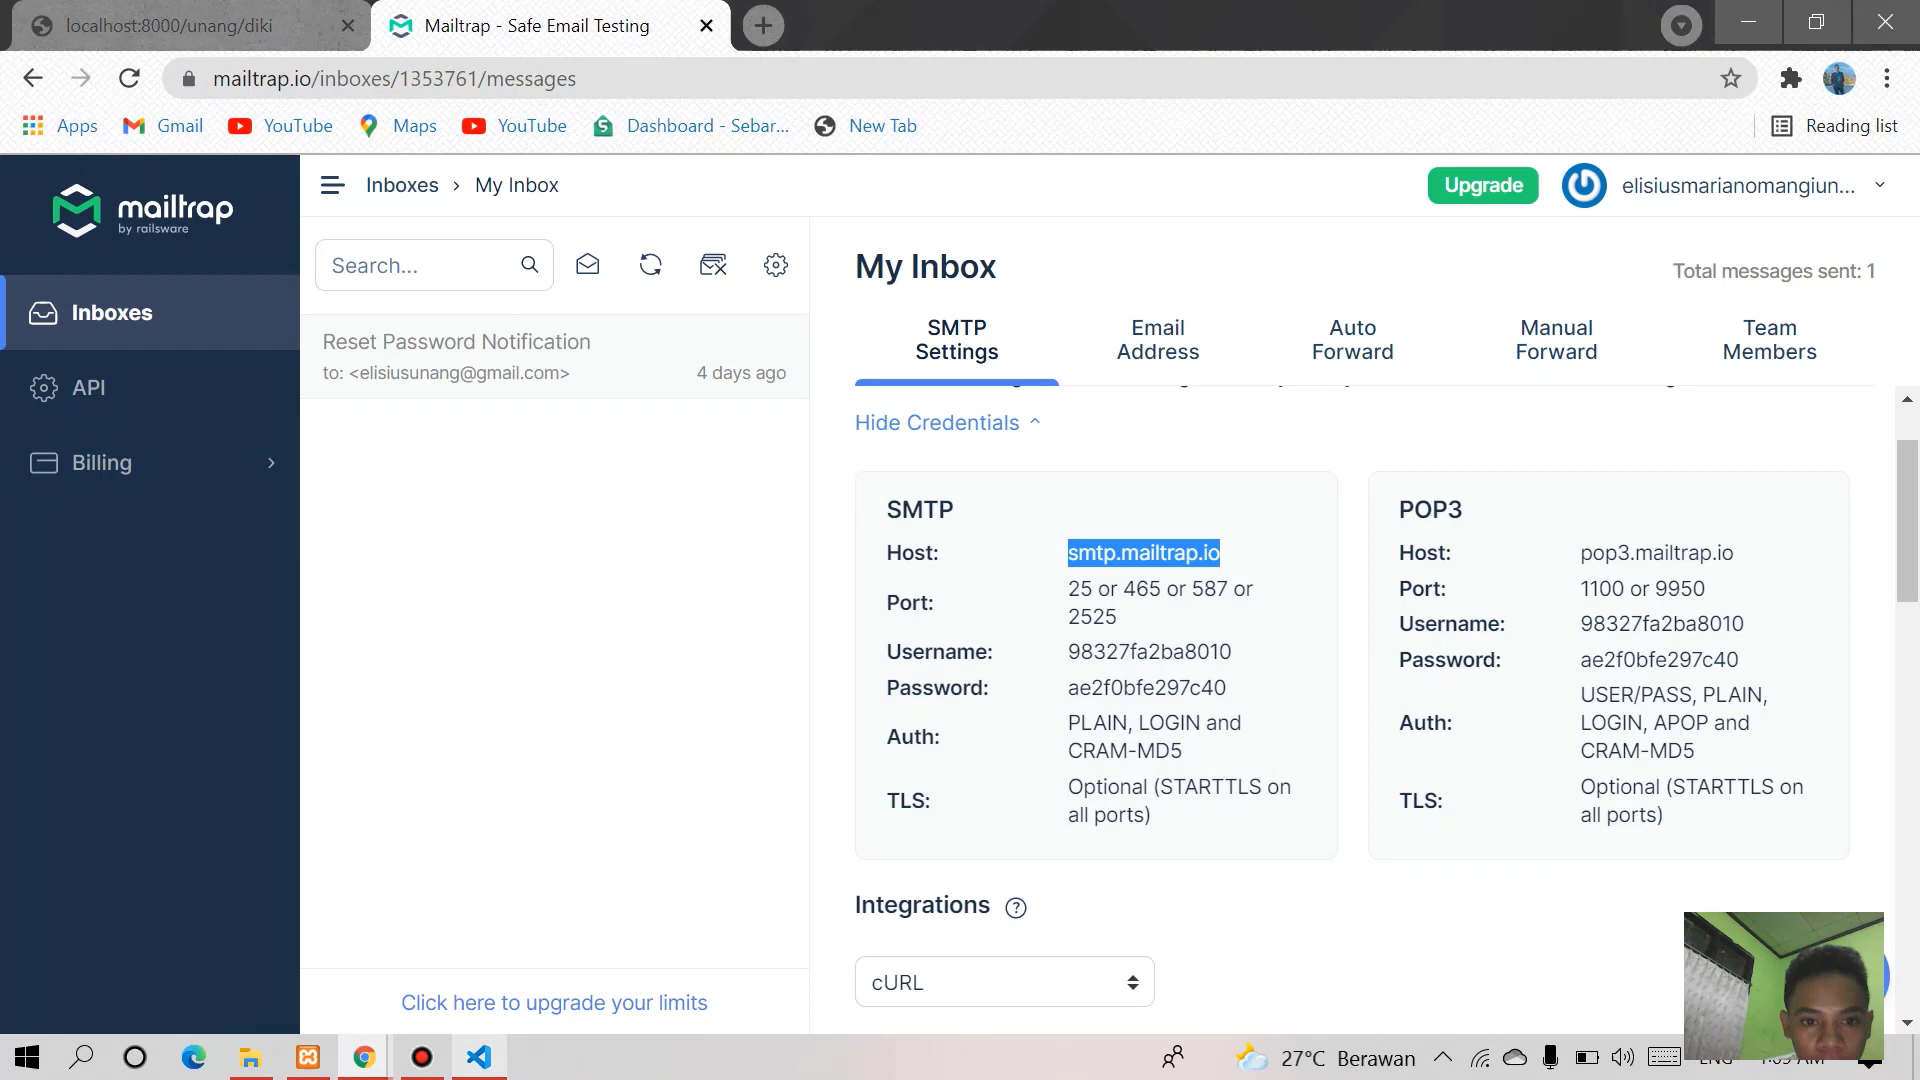 localhost:8000/unang/diki
Mailtrap - Safe Email Testing
mailtrap.io/inboxes/1353761/messages
Apps
Gmail
YouTube
Maps
YouTube
Dashboard - Sebar...
New Tab
Reading list
mailtrap
by railsware
Inboxes
API
Billing
Inboxes › My Inbox
Upgrade
elisiusmarianomangiun...
Search...
Reset Password Notification
to: <elisiusunang@gmail.com>
4 days ago
Click here to upgrade your limits
My Inbox
Total messages sent: 1
SMTP
Settings
Email
Address
Auto
Forward
Manual
Forward
Team
Members
Hide Credentials
SMTP
Host: smtp.mailtrap.io
Port: 25 or 465 or 587 or
2525
Username: 98327fa2ba8010
Password: ae2f0bfe297c40
Auth: PLAIN, LOGIN and
CRAM-MD5
TLS: Optional (STARTTLS on
all ports)
POP3
Host: pop3.mailtrap.io
Port: 1100 or 9950
Username: 98327fa2ba8010
Password: ae2f0bfe297c40
Auth: USER/PASS, PLAIN,
LOGIN, APOP and
CRAM-MD5
TLS: Optional (STARTTLS on
all ports)
Integrations ?
cURL
27°C Berawan